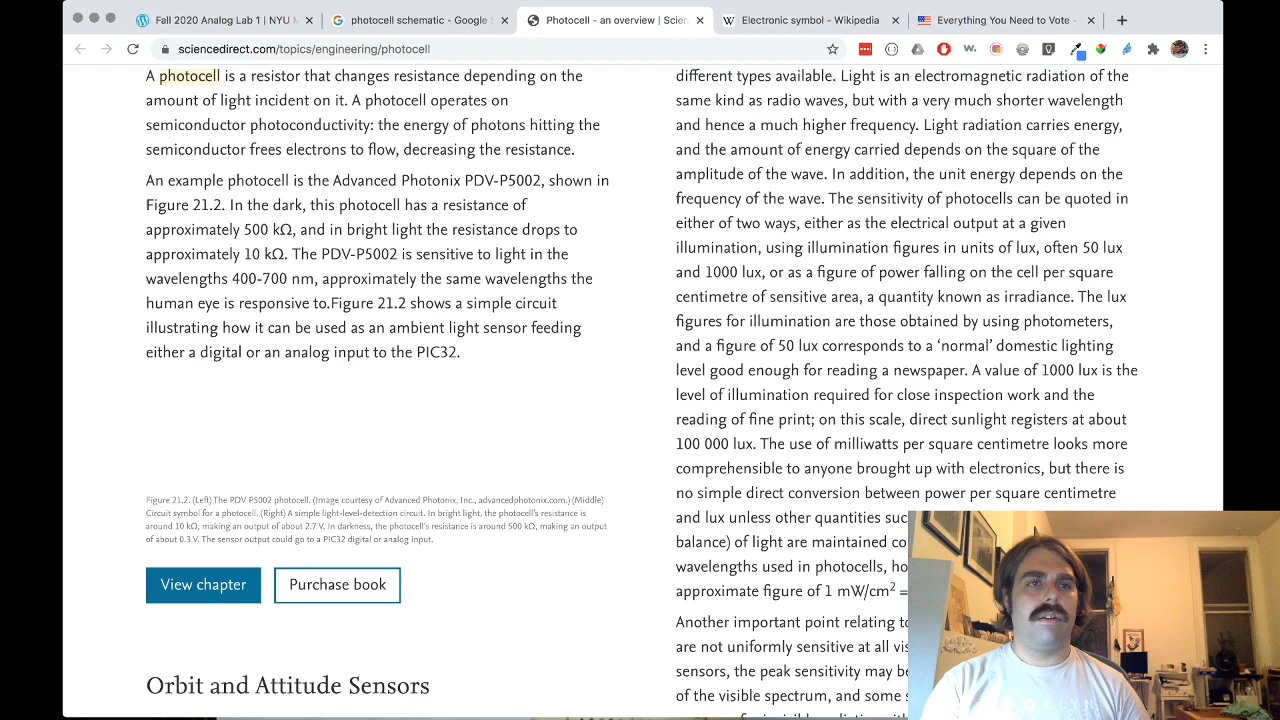 Fall 2020 Analog Lab 1 | NYU M
photocell schematic - Google S
Photocell - an overview | Scien
Electronic symbol - Wikipedia
Everything You Need to Vote -
sciencedirect.com/topics/engineering/photocell
A photocell is a resistor that changes resistance depending on the
amount of light incident on it. A photocell operates on
semiconductor photoconductivity: the energy of photons hitting the
semiconductor frees electrons to flow, decreasing the resistance.
An example photocell is the Advanced Photonix PDV-P5002, shown in
Figure 21.2. In the dark, this photocell has a resistance of
approximately 500 kΩ, and in bright light the resistance drops to
approximately 10 kΩ. The PDV-P5002 is sensitive to light in the
wavelengths 400-700 nm, approximately the same wavelengths the
human eye is responsive to.Figure 21.2 shows a simple circuit
illustrating how it can be used as an ambient light sensor feeding
either a digital or an analog input to the PIC32.
Figure 21.2. (Left) The PDV P5002 photocell. (Image courtesy of Advanced Photonix, Inc., advancedphotonix.com.) (Middle)
Circuit symbol for a photocell. (Right) A simple light-level-detection circuit. In bright light, the photocell's resistance is
around 10 kΩ, making an output of about 2.7 V. In darkness, the photocell's resistance is around 500 kΩ, making an output
of about 0.3 V. The sensor output could go to a PIC32 digital or analog input.
View chapter
Purchase book
Orbit and Attitude Sensors
different types available. Light is an electromagnetic radiation of the
same kind as radio waves, but with a very much shorter wavelength
and hence a much higher frequency. Light radiation carries energy,
and the amount of energy carried depends on the square of the
amplitude of the wave. In addition, the unit energy depends on the
frequency of the wave. The sensitivity of photocells can be quoted in
either of two ways, either as the electrical output at a given
illumination, using illumination figures in units of lux, often 50 lux
and 1000 lux, or as a figure of power falling on the cell per square
centimetre of sensitive area, a quantity known as irradiance. The lux
figures for illumination are those obtained by using photometers,
and a figure of 50 lux corresponds to a ‘normal’ domestic lighting
level good enough for reading a newspaper. A value of 1000 lux is the
level of illumination required for close inspection work and the
reading of fine print; on this scale, direct sunlight registers at about
100 000 lux. The use of milliwatts per square centimetre looks more
comprehensible to anyone brought up with electronics, but there is
no simple direct conversion between power per square centimetre
and lux unless other quantities suc
balance) of light are maintained co
wavelengths used in photocells, ho
approximate figure of 1 mW/cm² =
Another important point relating to
are not uniformly sensitive at all vis
sensors, the peak sensitivity may be
of the visible spectrum, and some s